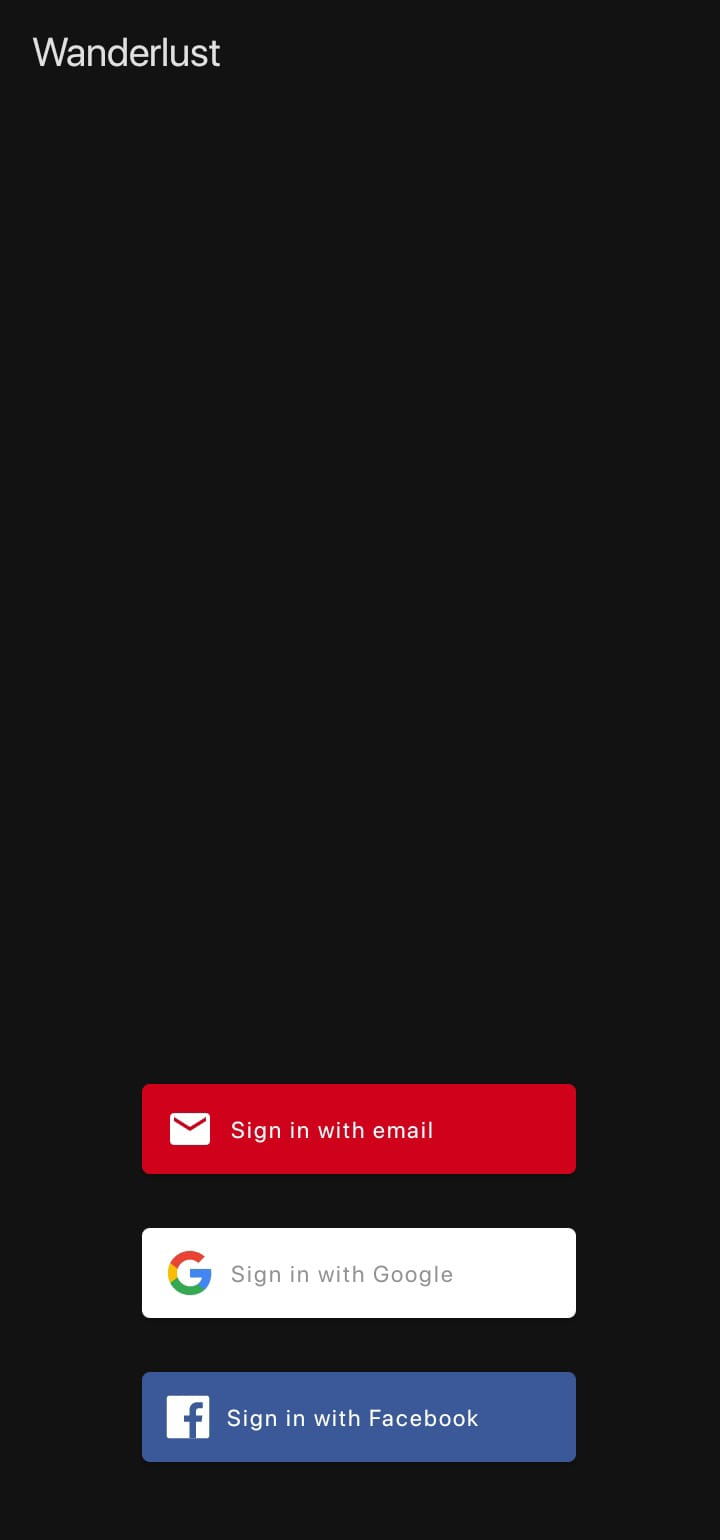 Wanderlust
Sign in with email
Sign in with Google
Sign in with Facebook